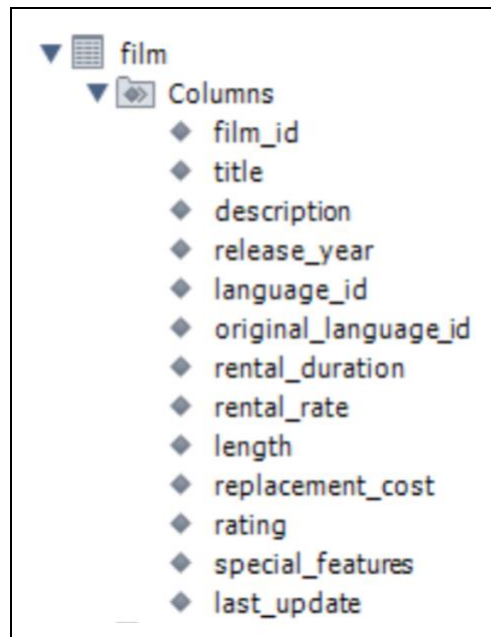 film
Columns
film_id
title
description
release_year
language_id
original_language_id
rental_duration
rental_rate
length
replacement_cost
rating
special_features
last_update